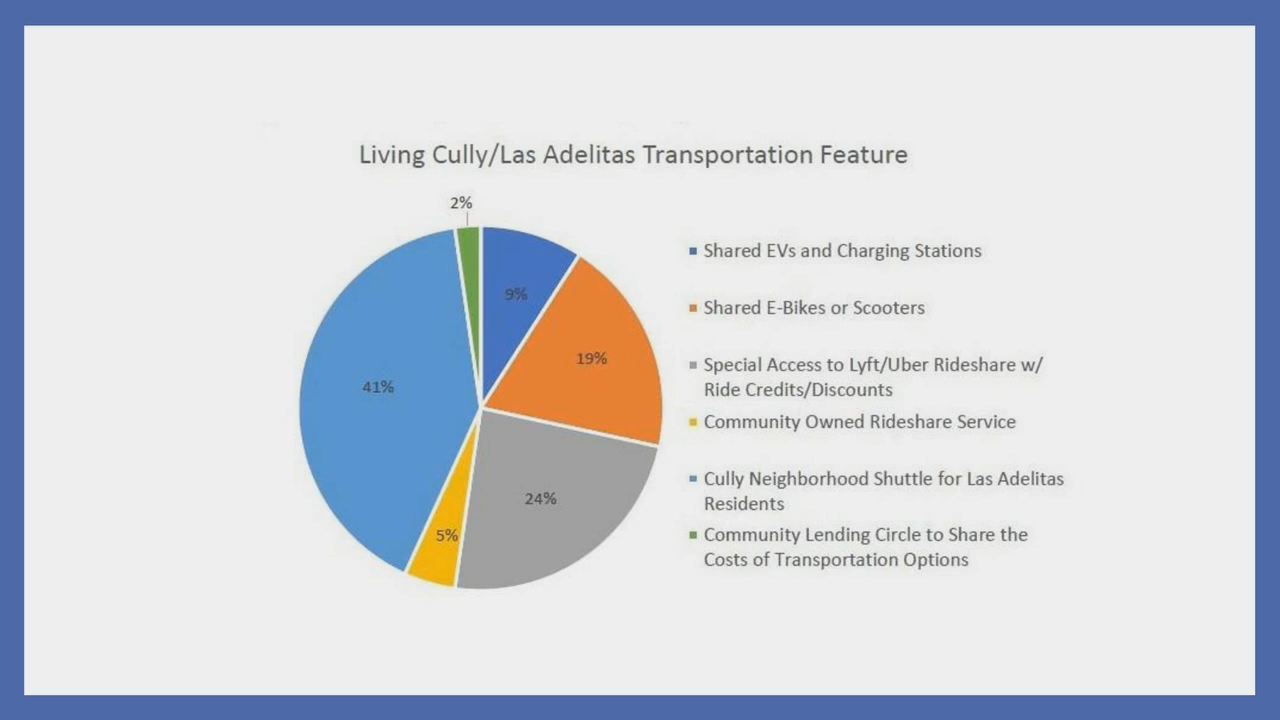 Living Cully/Las Adelitas Transportation Feature
2%
9%
19%
41%
24%
5%
Shared EVs and Charging Stations
Shared E-Bikes or Scooters
Special Access to Lyft/Uber Rideshare w/
Ride Credits/Discounts
Community Owned Rideshare Service
Cully Neighborhood Shuttle for Las Adelitas
Residents
Community Lending Circle to Share the
Costs of Transportation Options